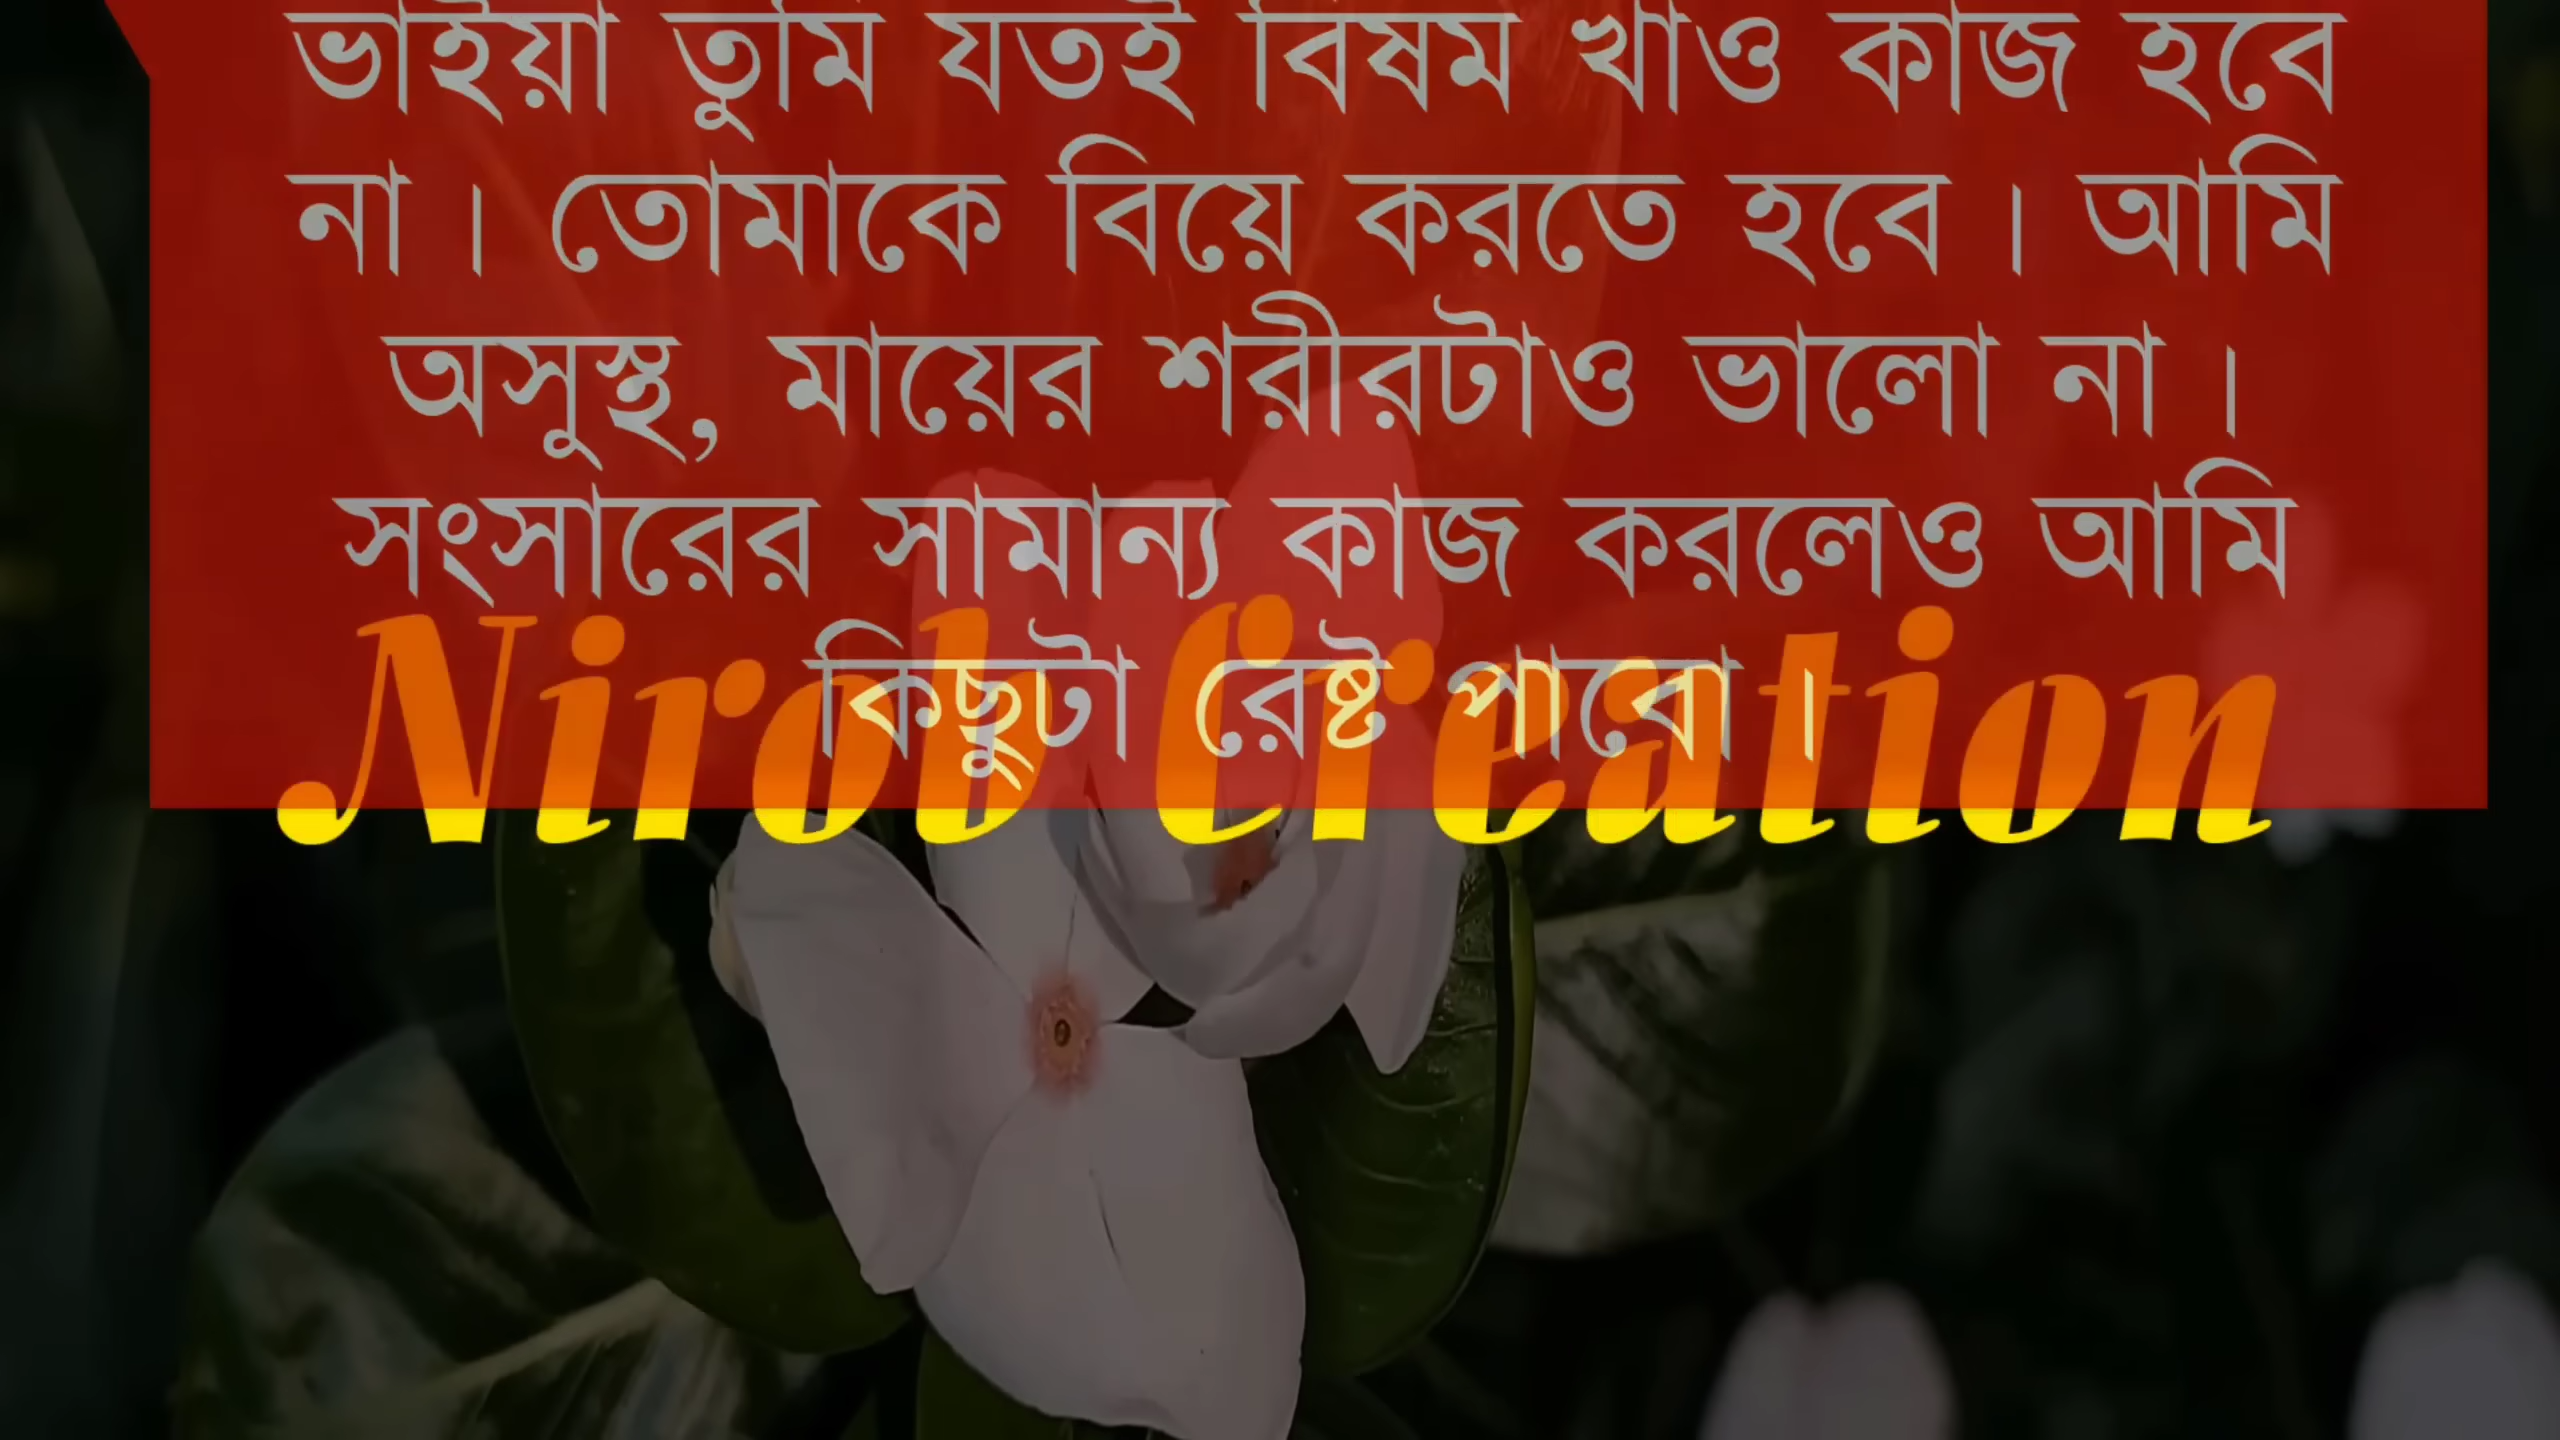 ভাইয়া তুমি যতই বিষম খাও কাজ হবে
না। তোমাকে বিয়ে করতে হবে। আমি
অসুস্থ, মায়ের শরীরটাও ভালো না।
সংসারের সামান্য কাজ করলেও আমি
কিছুটা রেষ্ট পাবো।
Nirob Creation